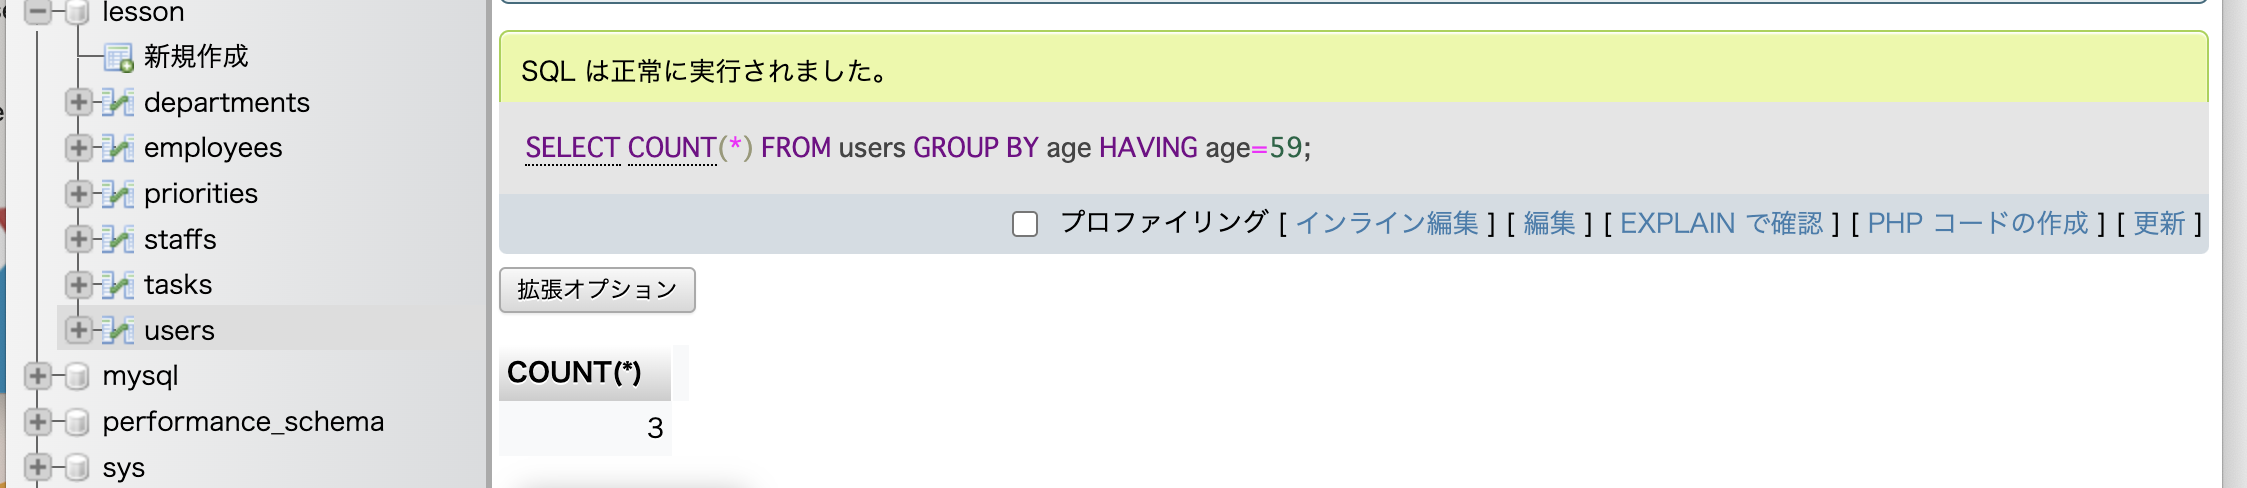 lesson
新規作成
departments
employees
priorities
staffs
tasks
users
mysql
performance_schema
sys
SQL は正常に実行されました。
SELECT COUNT(*) FROM users GROUP BY age HAVING age=59;
プロファイリング [ インライン編集 ] [ 編集 ] [ EXPLAIN で確認 ] [ PHP コードの作成 ] [ 更新 ]
拡張オプション
COUNT(*)
3